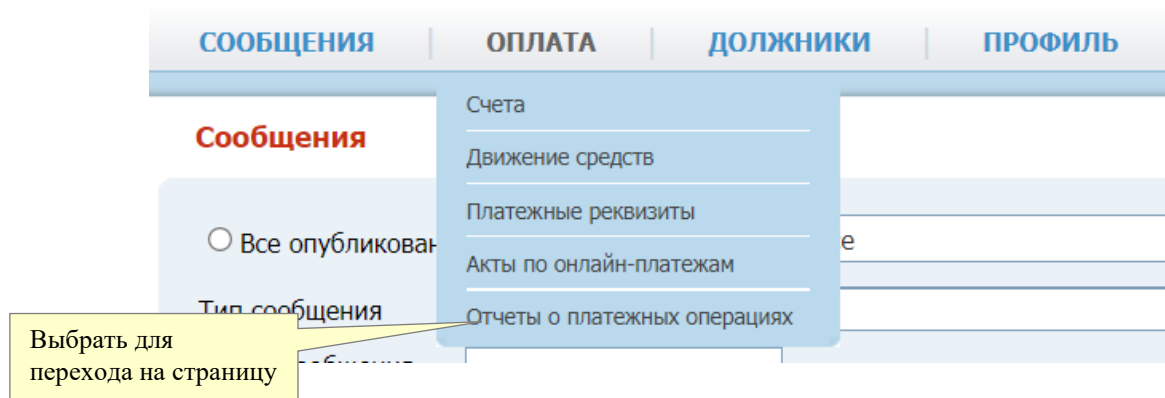 СООБЩЕНИЯ ОПЛАТА ДОЛЖНИКИ ПРОФИЛЬ
Счета
Сообщения
Движение средств
Платежные реквизиты
Все опубликован
е
Акты по онлайн-платежам
Тип сообщения
Отчеты о платежных операциях
Выбрать для
перехода на страницу